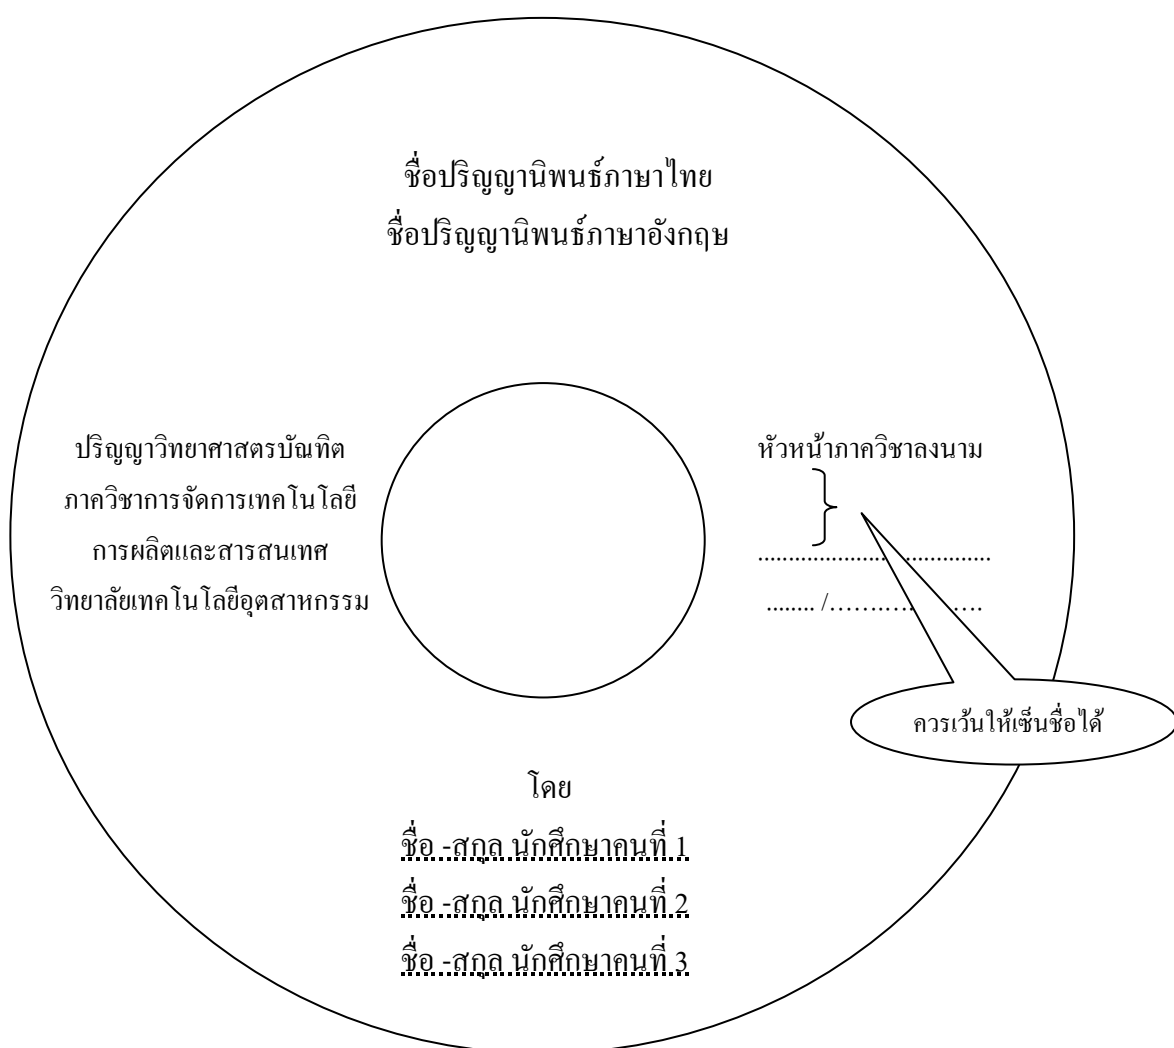 ชื่อปริญญานิพนธ์ภาษาไทย
ชื่อปริญญานิพนธ์ภาษาอังกฤษ
ปริญญาวิทยาศาสตรบัณฑิต
ภาควิชาการจัดการเทคโนโลยี
การผลิตและสารสนเทศ
วิทยาลัยเทคโนโลยีอุตสาหกรรม
หัวหน้าภาควิชาลงนาม
......................................
........ /.......................
ควรเว้นให้เซ็นชื่อได้
โดย
ชื่อ -สกุล นักศึกษาคนที่ 1
ชื่อ -สกุล นักศึกษาคนที่ 2
ชื่อ -สกุล นักศึกษาคนที่ 3